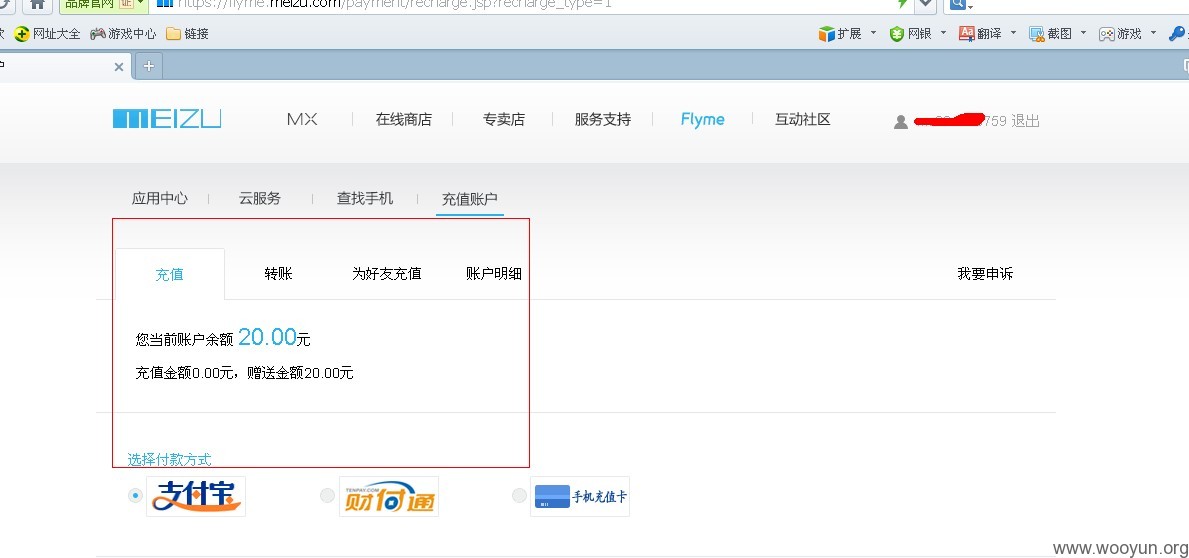 品牌官网 证 https://flyme.meizu.com/payment/recharge.jsp?recharge_type=1
网址大全 游戏中心 链接 扩展 网银 翻译 截图 游戏
MEIZU MX 在线商店 专卖店 服务支持 Flyme 互动社区 759 退出
应用中心 云服务 查找手机 充值账户
充值 转账 为好友充值 账户明细 我要申诉
您当前账户余额 20.00元
充值金额0.00元，赠送金额20.00元
选择付款方式
支付宝 TENPAY.COM 财付通 手机充值卡
www.wooyun.org